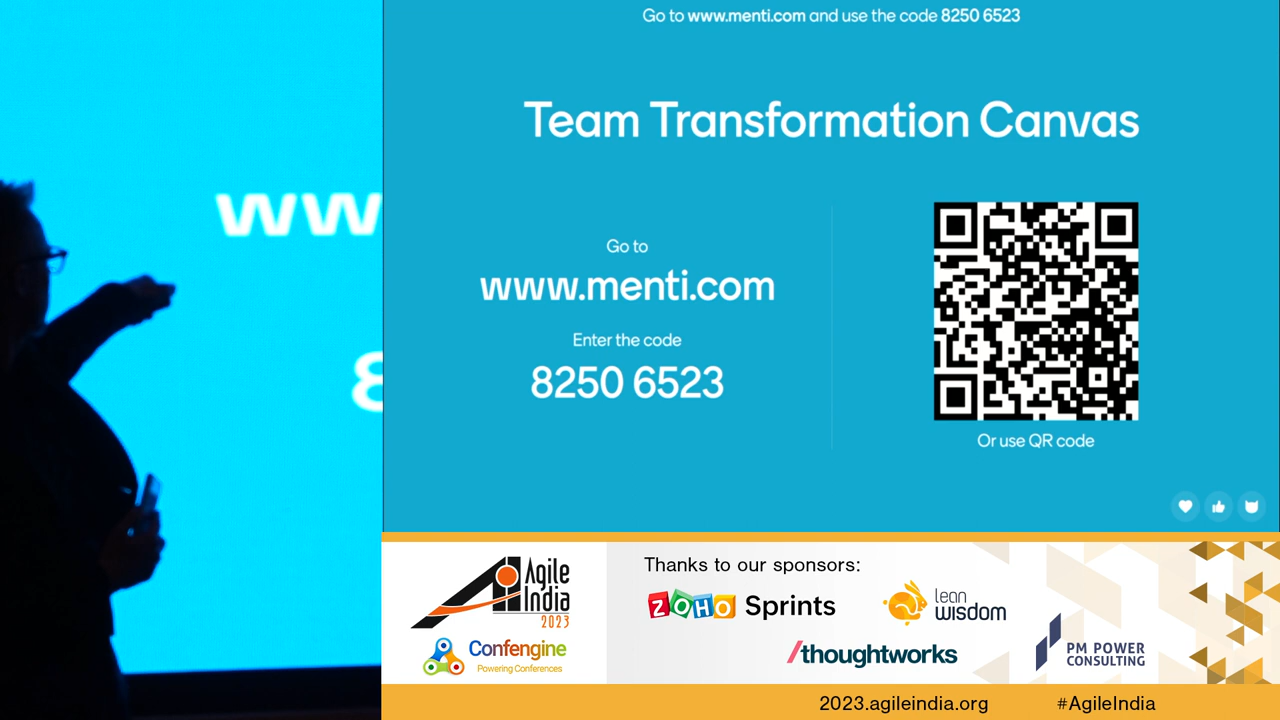 ww
8
Go to www.menti.com and use the code 8250 6523
Team Transformation Canvas
Go to
www.menti.com
Enter the code
8250 6523
Or use QR code
Agile
India
2023
Confengine
Powering Conferences
Thanks to our sponsors:
ZOHO Sprints
lean
wisdom
/thoughtworks
PM POWER
CONSULTING
2023.agileindia.org
#AgileIndia